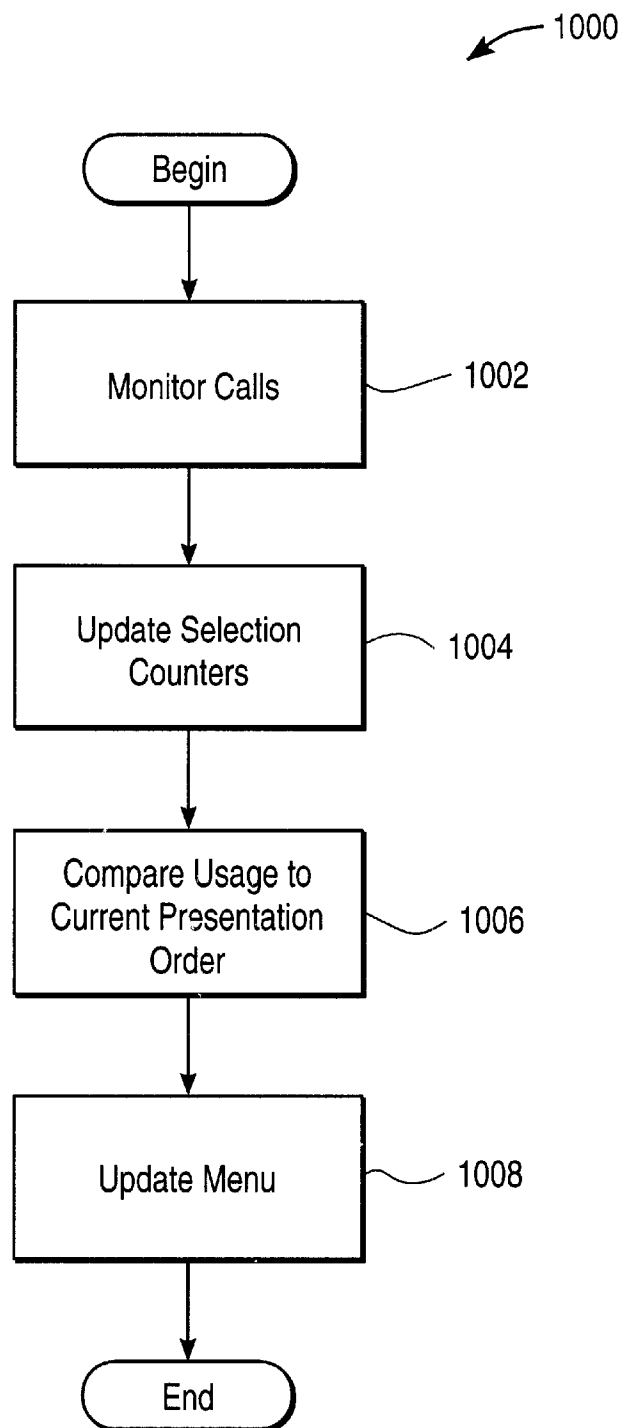 1000
Begin
Monitor Calls
1002
Update Selection
Counters
1004
Compare Usage to
Current Presentation
Order
1006
Update Menu
1008
End